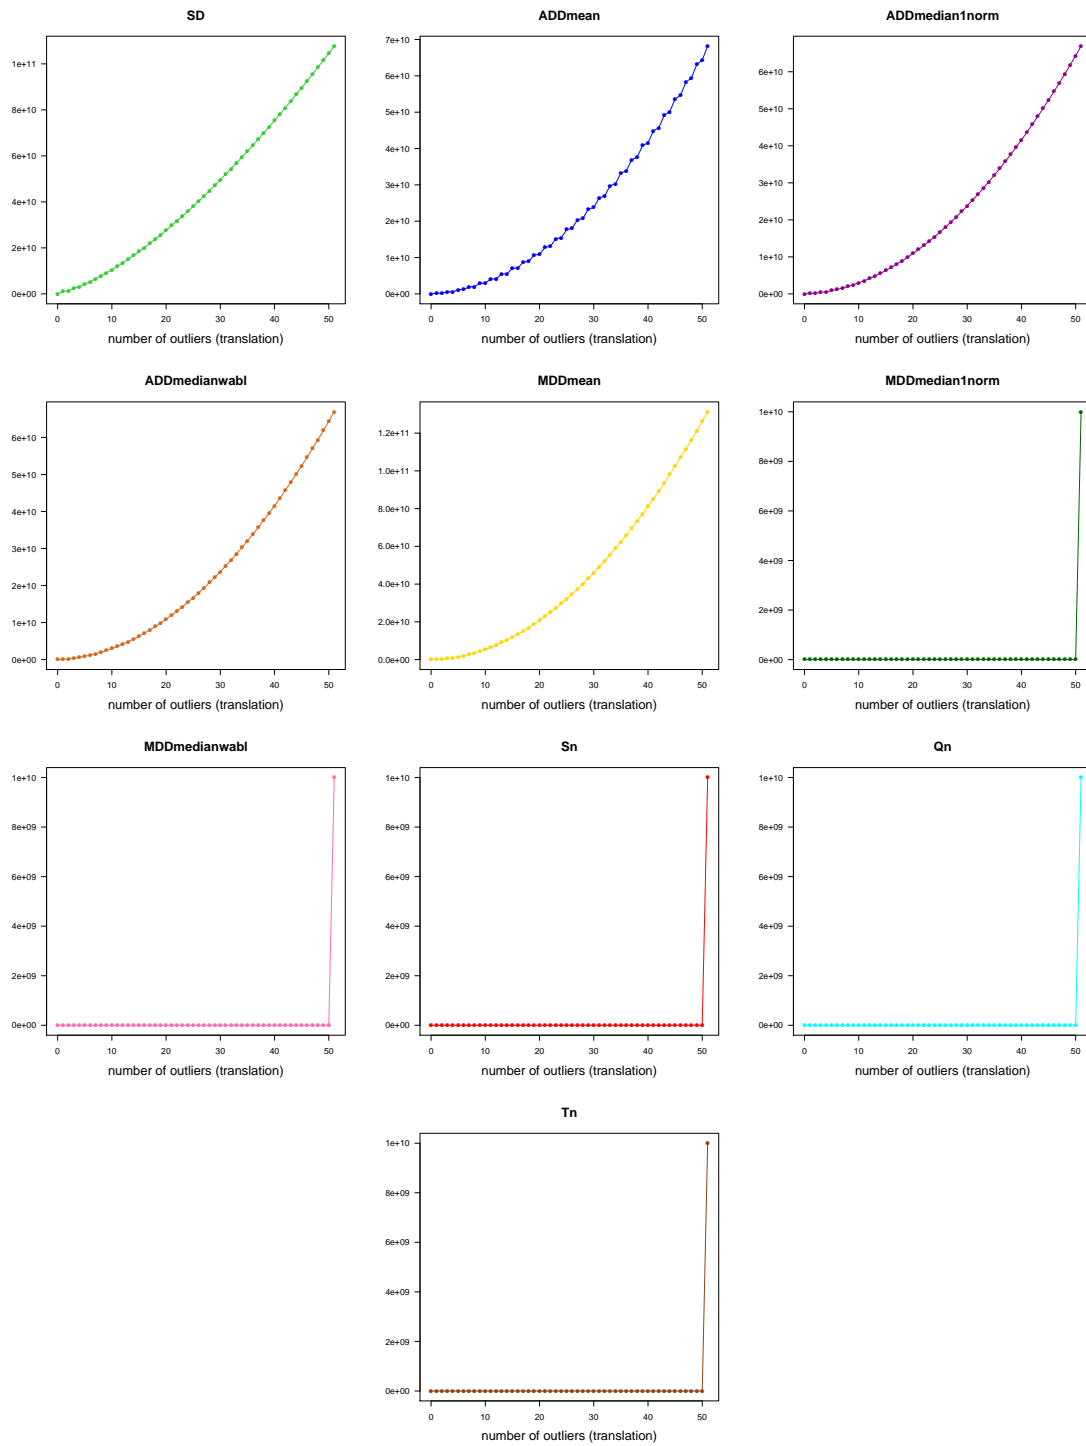 SD
1e+11
8e+10
6e+10
4e+10
2e+10
0e+00
0 10 20 30 40 50
number of outliers (translation)
ADDmean
7e+10
6e+10
5e+10
4e+10
3e+10
2e+10
1e+10
0e+00
0 10 20 30 40 50
number of outliers (translation)
ADDmedian1norm
6e+10
5e+10
4e+10
3e+10
2e+10
1e+10
0e+00
0 10 20 30 40 50
number of outliers (translation)
ADDmedianwabl
6e+10
5e+10
4e+10
3e+10
2e+10
1e+10
0e+00
0 10 20 30 40 50
number of outliers (translation)
MDDmean
1.2e+11
1.0e+11
8.0e+10
6.0e+10
4.0e+10
2.0e+10
0.0e+00
0 10 20 30 40 50
number of outliers (translation)
MDDmedian1norm
1e+10
8e+09
6e+09
4e+09
2e+09
0e+00
0 10 20 30 40 50
number of outliers (translation)
MDDmedianwabl
1e+10
8e+09
6e+09
4e+09
2e+09
0e+00
0 10 20 30 40 50
number of outliers (translation)
Sn
1e+10
8e+09
6e+09
4e+09
2e+09
0e+00
0 10 20 30 40 50
number of outliers (translation)
Qn
1e+10
8e+09
6e+09
4e+09
2e+09
0e+00
0 10 20 30 40 50
number of outliers (translation)
Tn
1e+10
8e+09
6e+09
4e+09
2e+09
0e+00
0 10 20 30 40 50
number of outliers (translation)